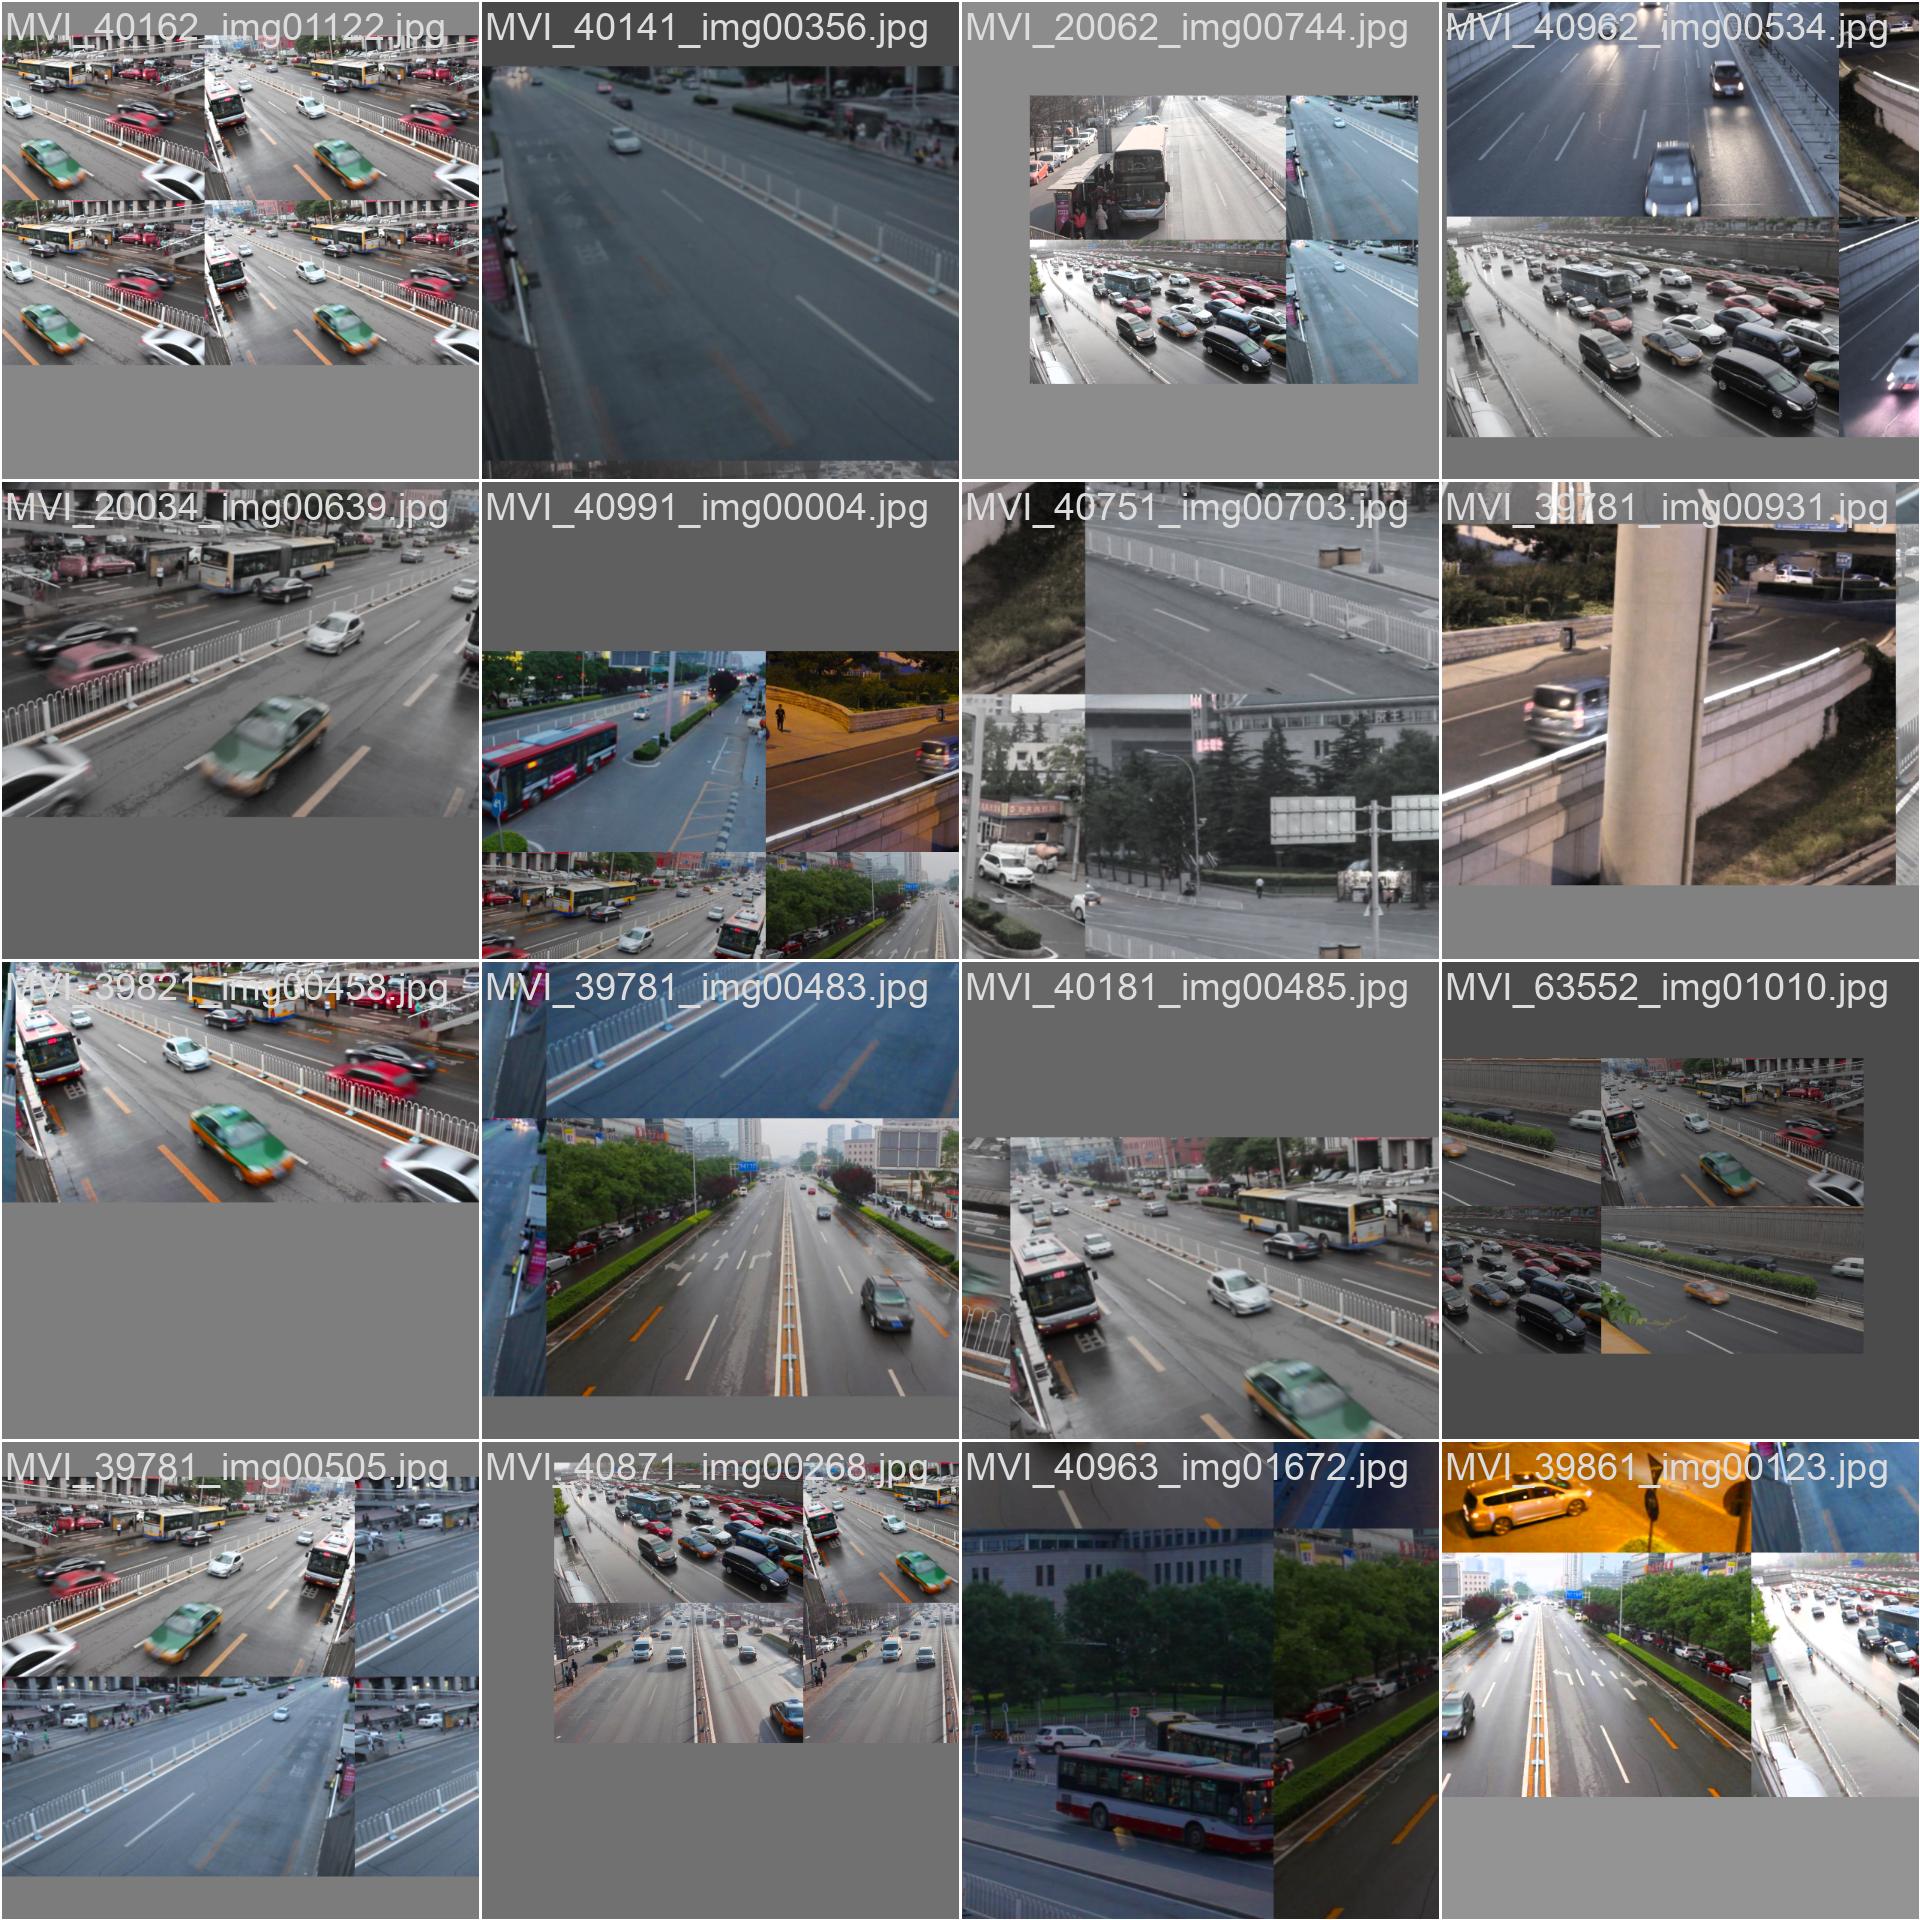 MVI_40162_img01122.jpg
MVI_40141_img00356.jpg
MVI_20062_img00744.jpg
MVI_40962_img00534.jpg
MVI_20034_img00639.jpg
MVI_40991_img00004.jpg
MVI_40751_img00703.jpg
MVI_39781_img00931.jpg
MVI_39821_img00458.jpg
MVI_39781_img00483.jpg
MVI_40181_img00485.jpg
MVI_63552_img01010.jpg
MVI_39781_img00505.jpg
MVI_40871_img00268.jpg
MVI_40963_img01672.jpg
MVI_39861_img00123.jpg